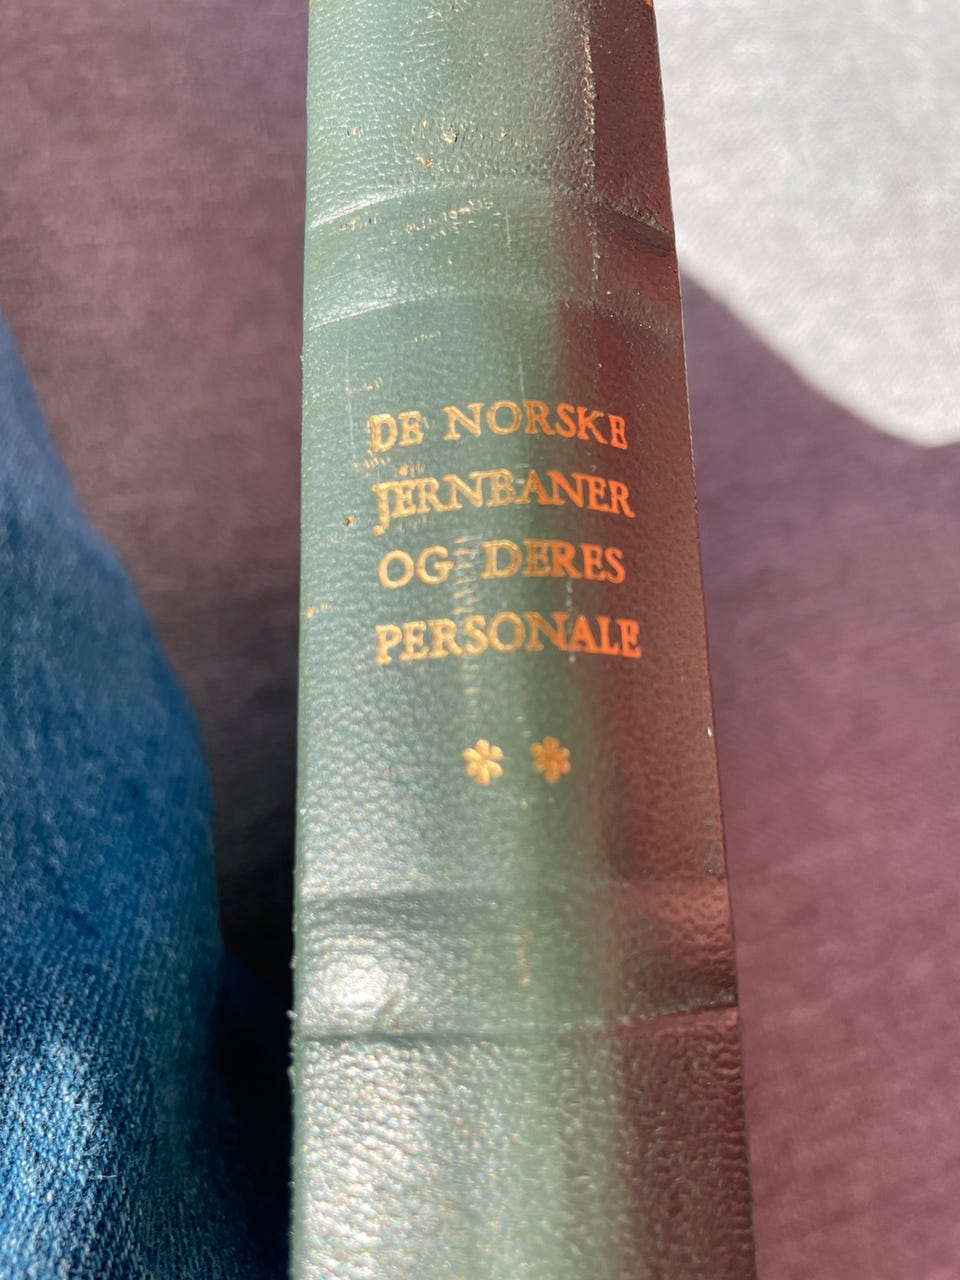 DE NORSKE
JERNBANER
OG DERES
PERSONALE
* *